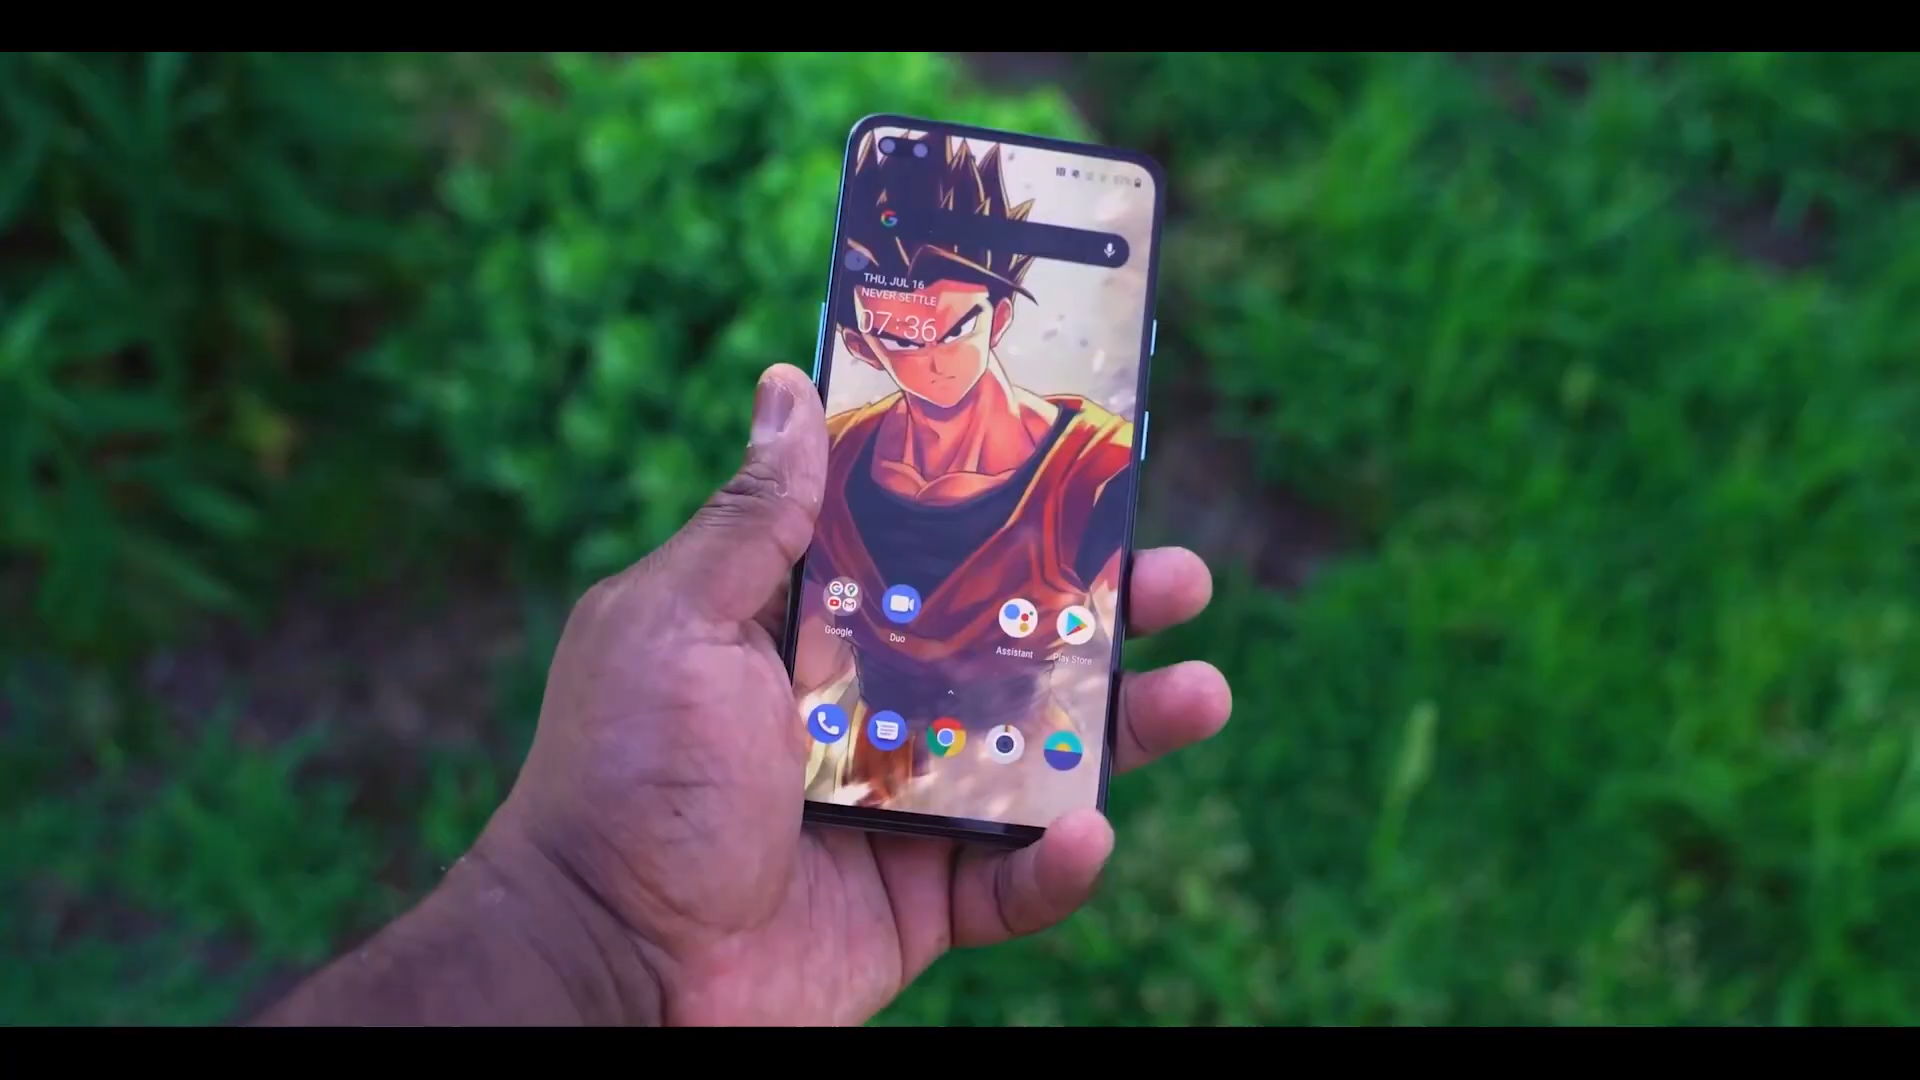 THU, JUL 16
NEVER SETTLE
07:36
Google
Duo
Assistant
Play Store